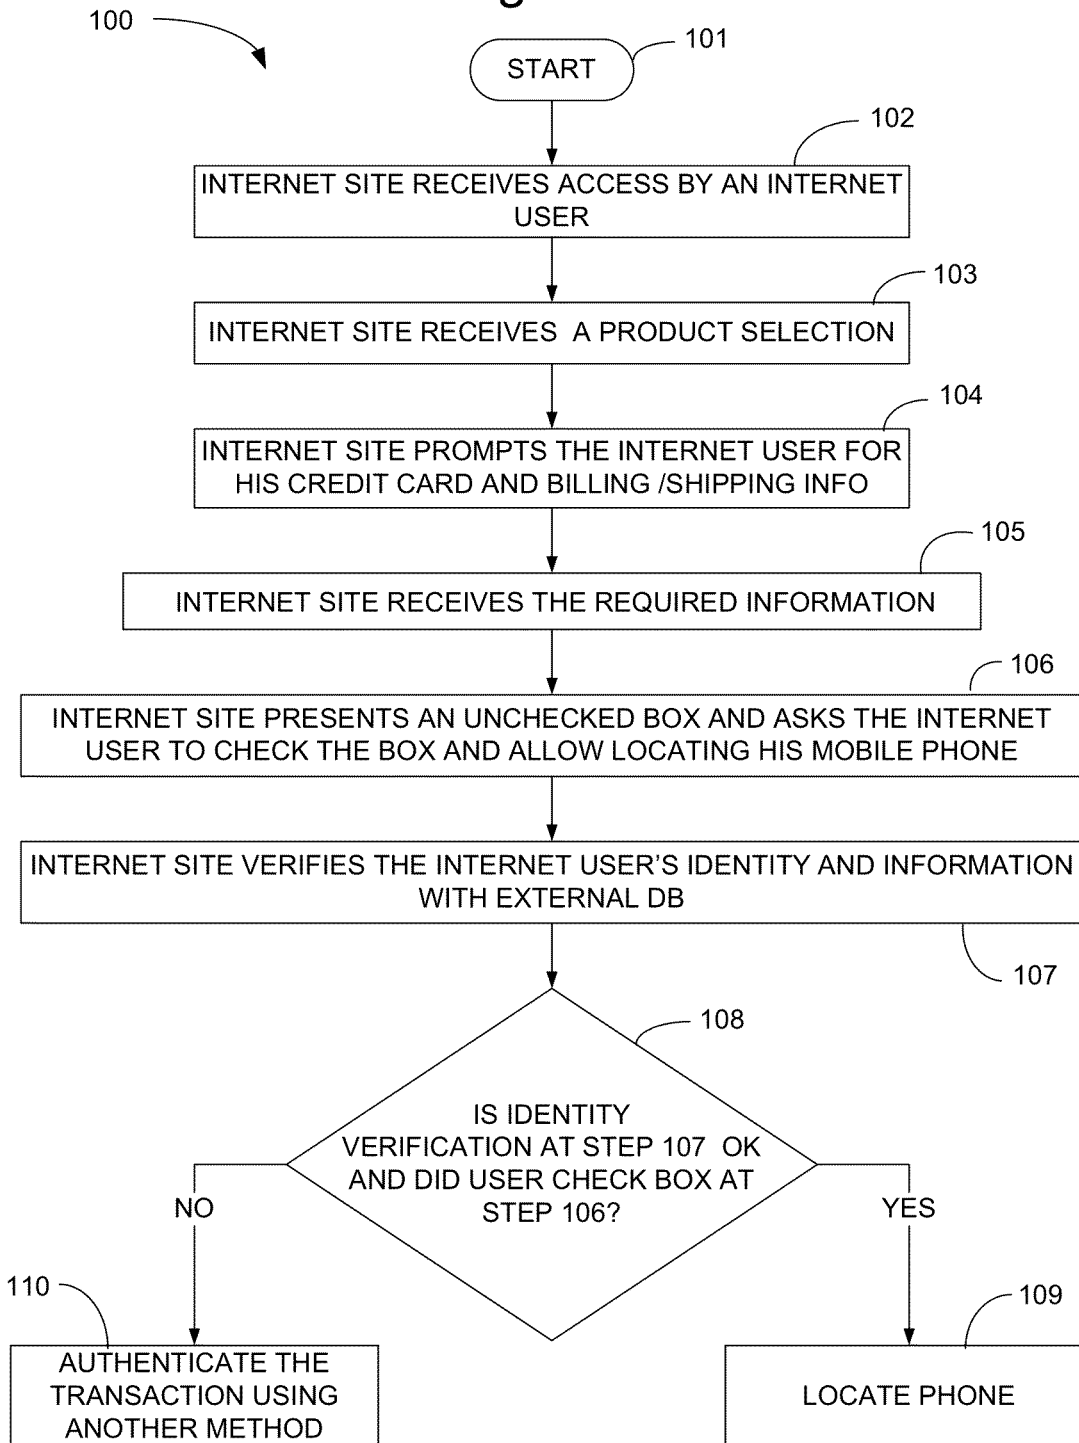 100
START
101
102
INTERNET SITE RECEIVES ACCESS BY AN INTERNET
USER
103
INTERNET SITE RECEIVES A PRODUCT SELECTION
104
INTERNET SITE PROMPTS THE INTERNET USER FOR
HIS CREDIT CARD AND BILLING /SHIPPING INFO
105
INTERNET SITE RECEIVES THE REQUIRED INFORMATION
106
INTERNET SITE PRESENTS AN UNCHECKED BOX AND ASKS THE INTERNET
USER TO CHECK THE BOX AND ALLOW LOCATING HIS MOBILE PHONE
INTERNET SITE VERIFIES THE INTERNET USER’S IDENTITY AND INFORMATION
WITH EXTERNAL DB
107
108
IS IDENTITY
VERIFICATION AT STEP 107 OK
AND DID USER CHECK BOX AT
STEP 106?
NO
YES
110
109
AUTHENTICATE THE
TRANSACTION USING
ANOTHER METHOD
LOCATE PHONE